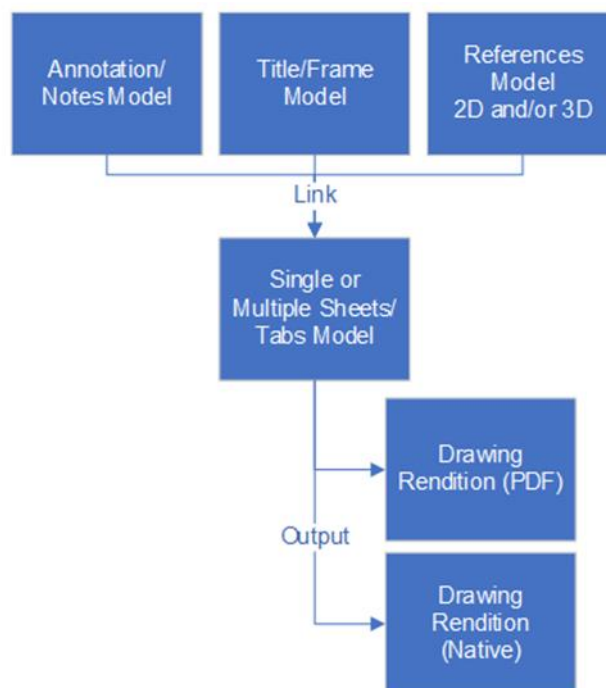 Annotation/
Notes Model
Title/Frame
Model
References
Model
2D and/or 3D
Link
Single or
Multiple Sheets/
Tabs Model
Drawing
Rendition (PDF)
Output
Drawing
Rendition
(Native)